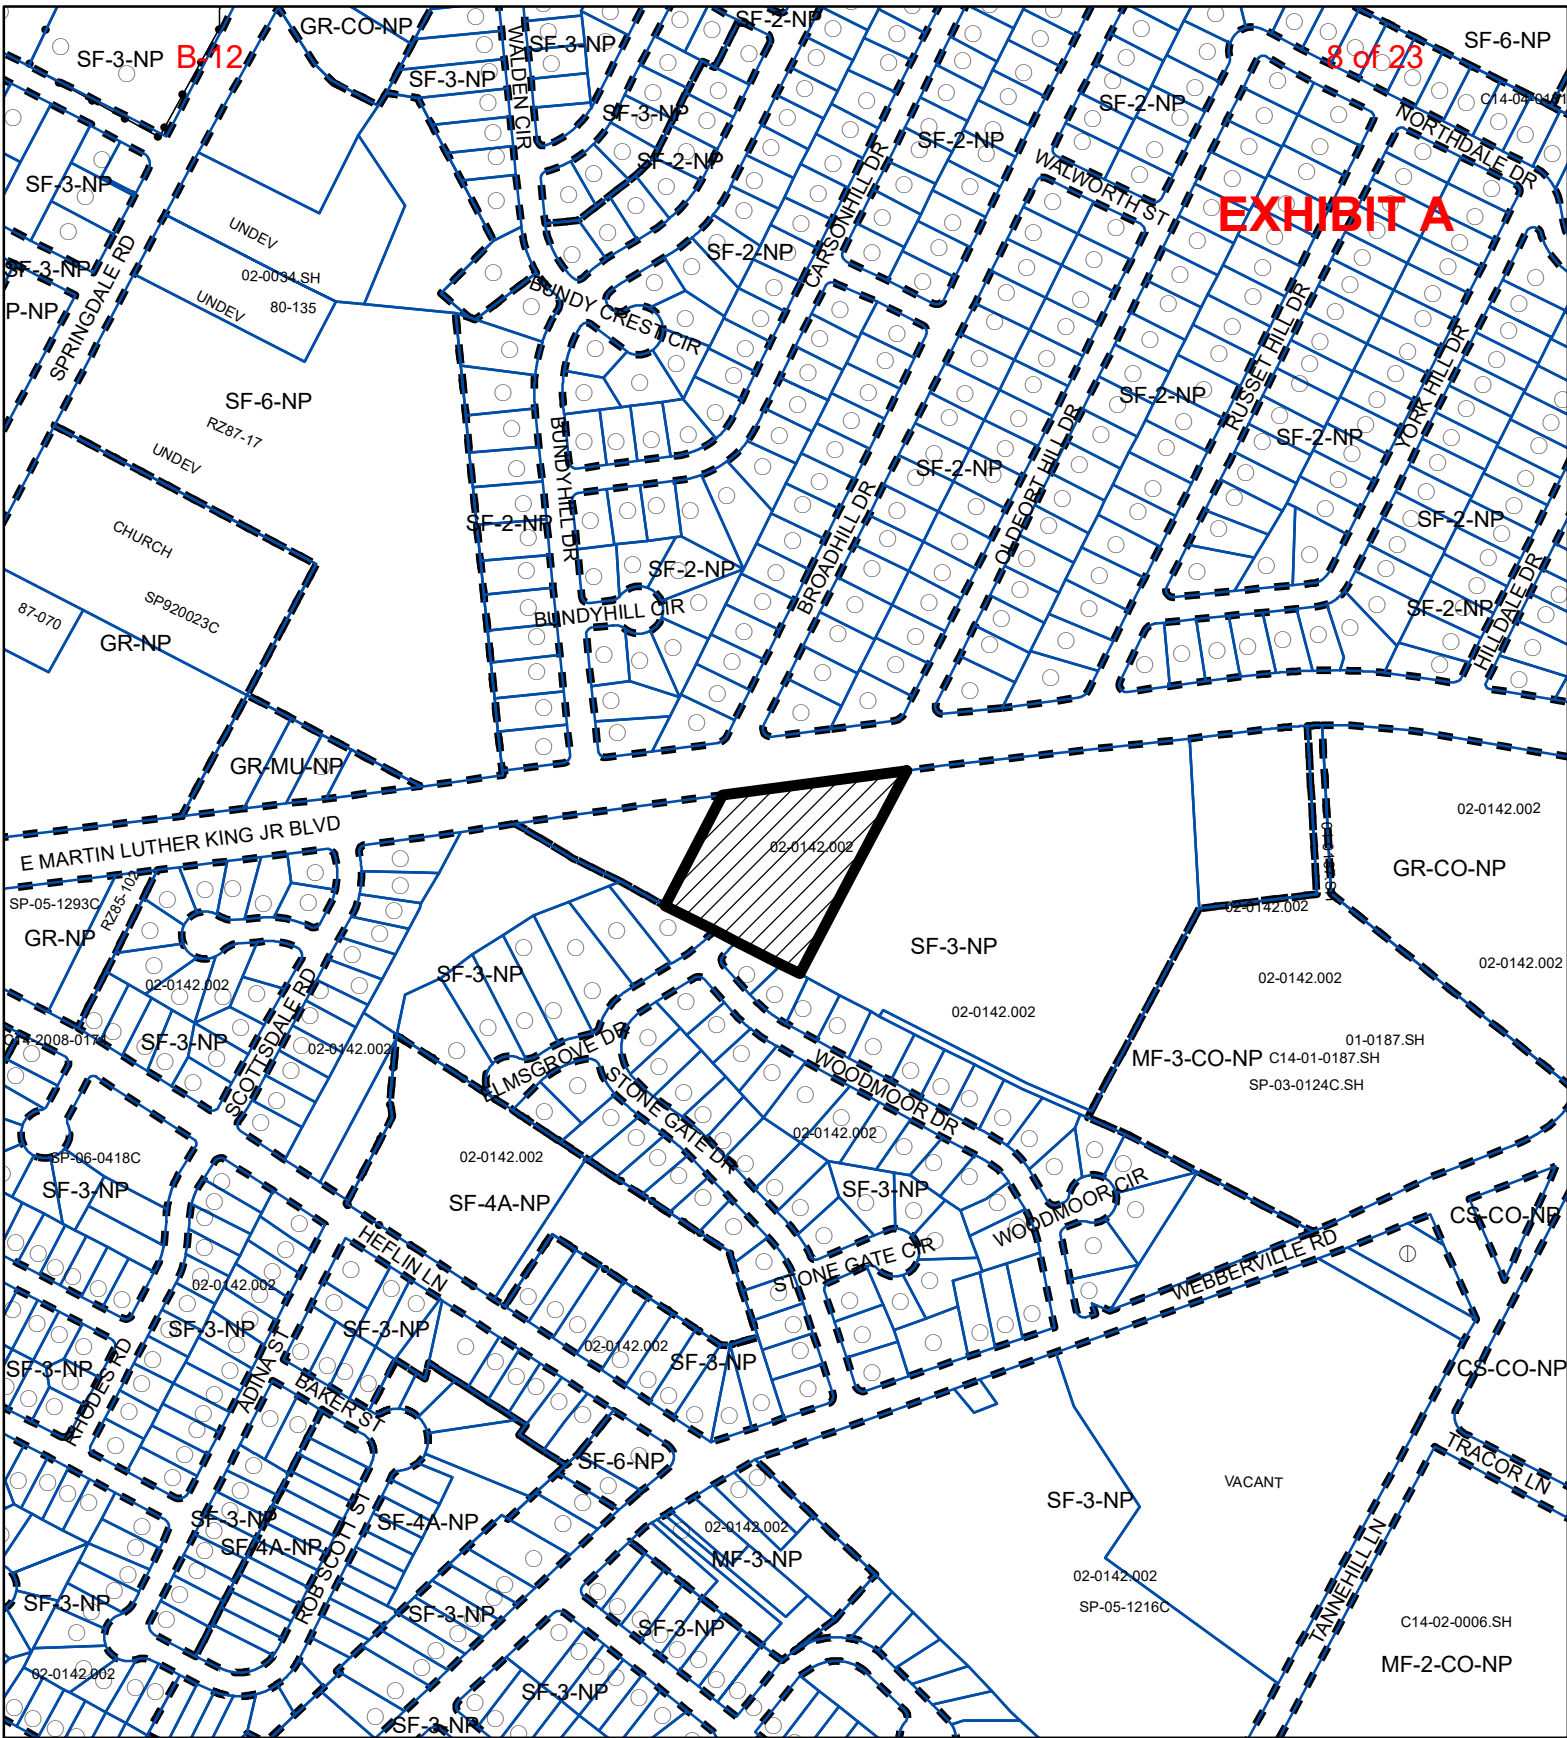 B-12
8 of 23
EXHIBIT A
SF-3-NP
GR-CO-NP
SF-3-NP
WALDEN CIR
SF-3-NP
SF-2-NP
SF-6-NP
SF-3-NP
SF-2-NP
SF-2-NP
SF-2-NP
NORTHDALE DR
WALWORTH ST
CARSONHILL DR
SF-3-NP
SPRINGDALE RD
UNDEV
02-0034.SH
UNDEV
80-135
SF-3-NP
P-NP
SF-2-NP
BUNDY CREST CIR
SF-6-NP
RZ87-17
UNDEV
RUSSET HILL DR
YORK HILL DR
SF-2-NP
SF-2-NP
SF-2-NP
OLDFORT HILL DR
BUNDYHILL DR
SF-2-NP
BROADHILL DR
SF-2-NP
CHURCH
SP920023C
87-070
GR-NP
SF-2-NP
BUNDYHILL CIR
SF-2-NP
HILLDALE DR
GR-MU-NP
E MARTIN LUTHER KING JR BLVD
02-0142.002
02-0142.002
GR-CO-NP
SP-05-1293C
RZ85-102
GR-NP
02-0142.002
SF-3-NP
SF-3-NP
02-0142.002
02-0142.002
02-0142.002
02-0142.002
SCOTTSDALE RD
SF-3-NP
02-0142.002
ELMSGROVE DR
STONE GATE DR
WOODMOOR DR
01-0187.SH
MF-3-CO-NP
C14-01-0187.SH
SP-03-0124C.SH
02-0142.002
SP-06-0418C
SF-3-NP
02-0142.002
SF-4A-NP
SF-3-NP
WOODMOOR CIR
STONE GATE CIR
WEBBERVILLE RD
CS-CO-NP
HEFLIN LN
02-0142.002
SF-3-NP
SF-3-NP
02-0142.002
SF-3-NP
SF-3-NP
RHODES RD
ADINA ST
BAKER ST
CS-CO-NP
TRACOR LN
SF-6-NP
SF-3-NP
VACANT
SF-3-NP
SF-4A-NP
SF-4A-NP
ROB SCOTT ST
02-0142.002
MF-3-NP
TANNEHILL LN
02-0142.002
SP-05-1216C
SF-3-NP
SF-3-NP
SF-3-NP
C14-02-0006.SH
MF-2-CO-NP
02-0142.002
SF-3-NP
SF-3-NP